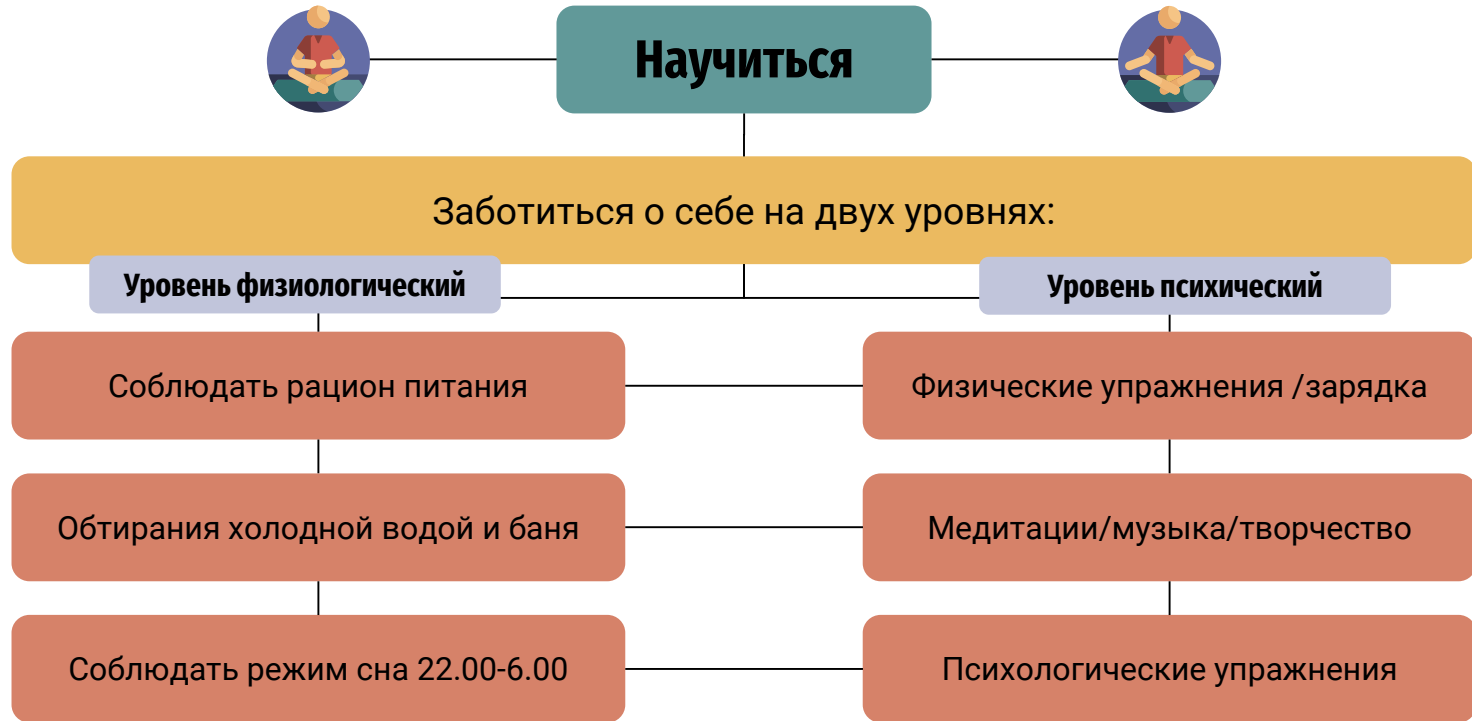 Научиться
Заботиться о себе на двух уровнях:
Уровень физиологический
Уровень психический
Соблюдать рацион питания
Физические упражнения /зарядка
Обтирания холодной водой и баня
Медитации/музыка/творчество
Соблюдать режим сна 22.00-6.00
Психологические упражнения